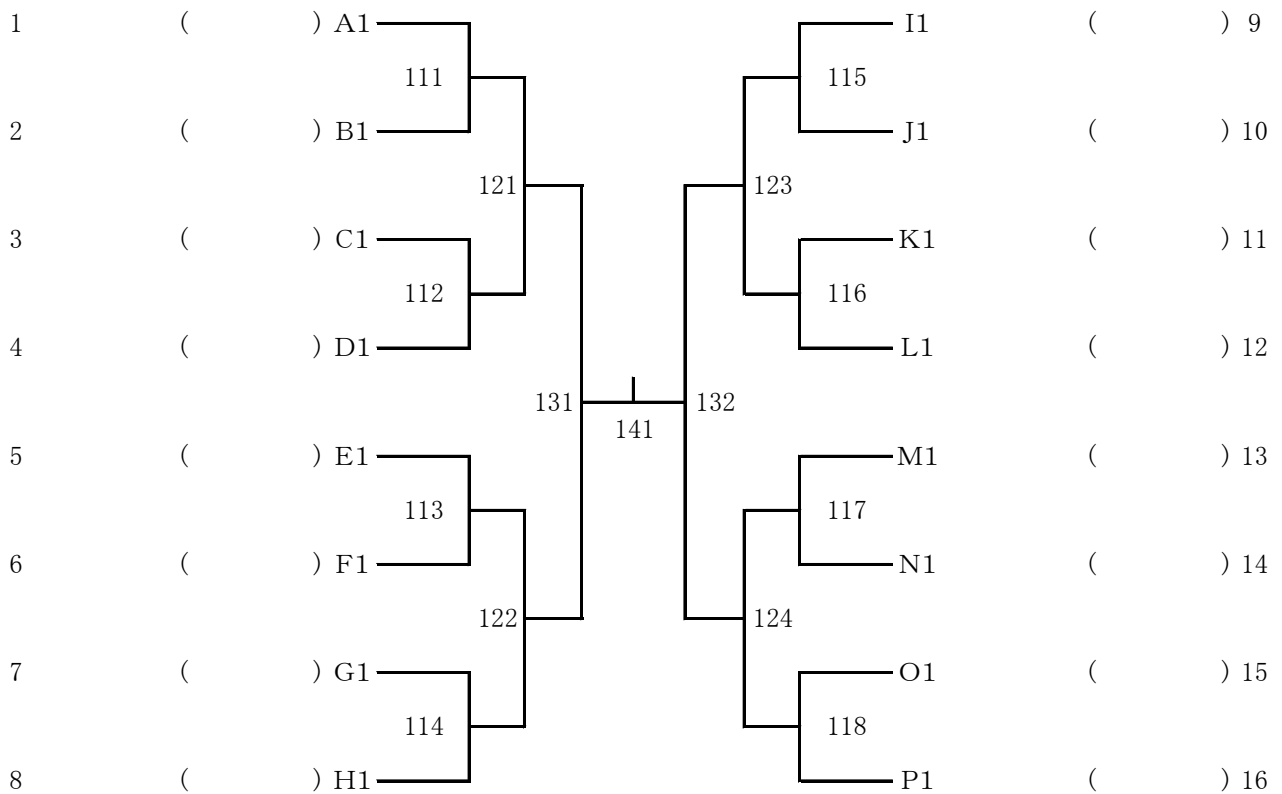 1 ( ) A1 I1 ( ) 9
111 115
2 ( ) B1 J1 ( ) 10
121 123
3 ( ) C1 K1 ( ) 11
112 116
4 ( ) D1 L1 ( ) 12
131 132
141
5 ( ) E1 M1 ( ) 13
113 117
6 ( ) F1 N1 ( ) 14
122 124
7 ( ) G1 O1 ( ) 15
114 118
8 ( ) H1 P1 ( ) 16